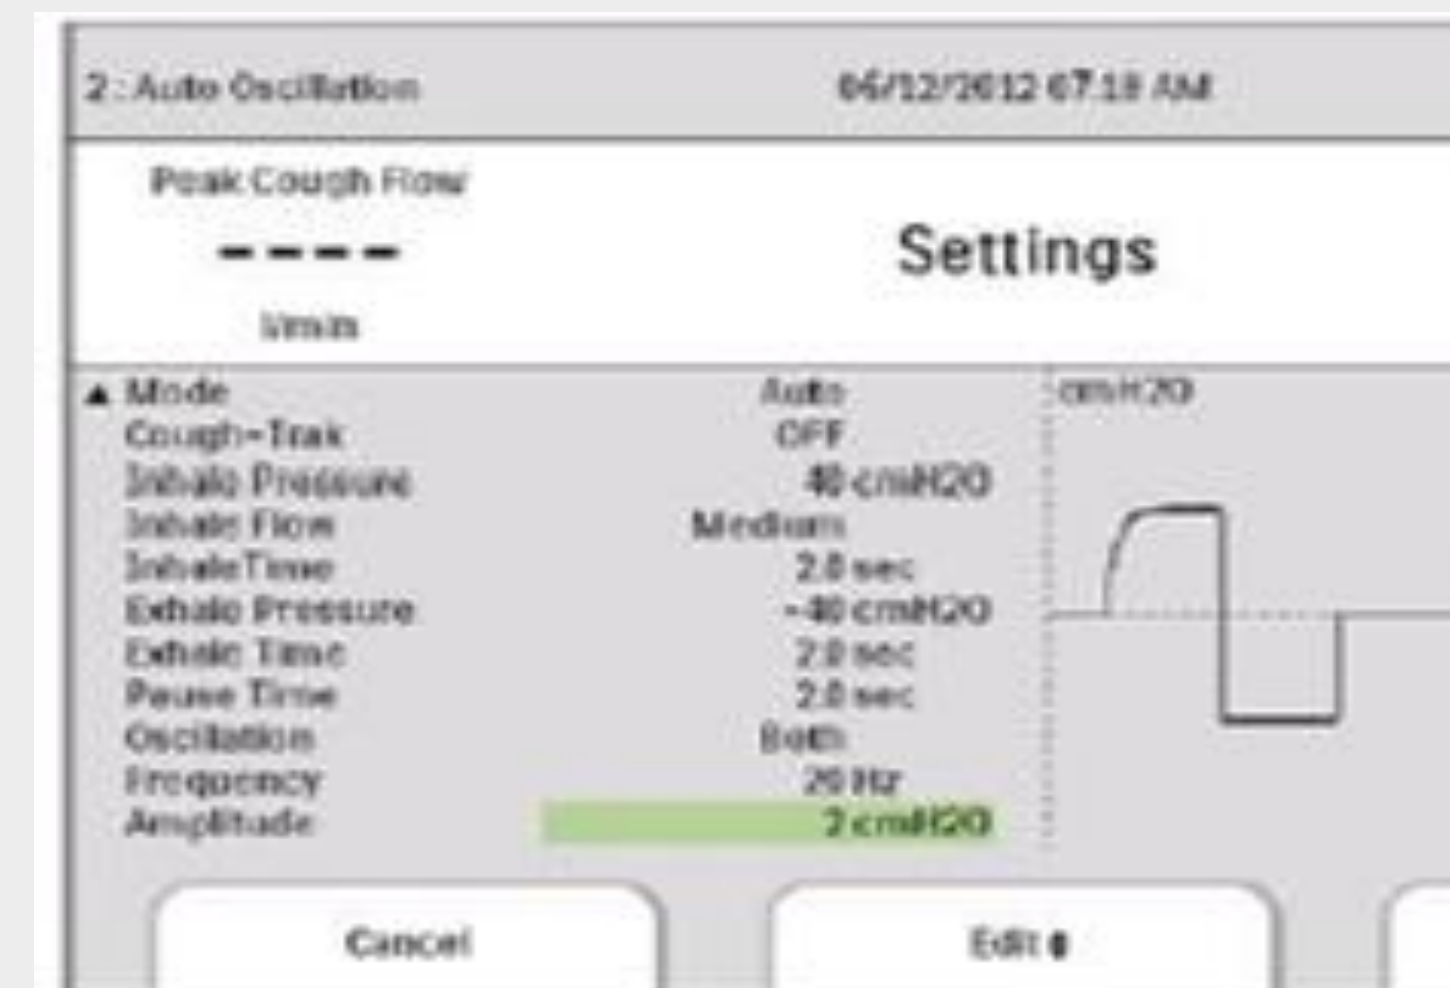 2: Auto Oscillation 06/12/2012 07:18 AM
Peak Cough Flow
----
l/min
Settings
▲ Mode Auto
Cough-Trak OFF
Inhale Pressure 40 cmH2O
Inhale Flow Medium
Inhale Time 2.0 sec
Exhale Pressure -40 cmH2O
Exhale Time 2.0 sec
Pause Time 2.0 sec
Oscillation Both
Frequency 20 Hz
Amplitude 2 cmH2O
cmH2O
Cancel
Edit